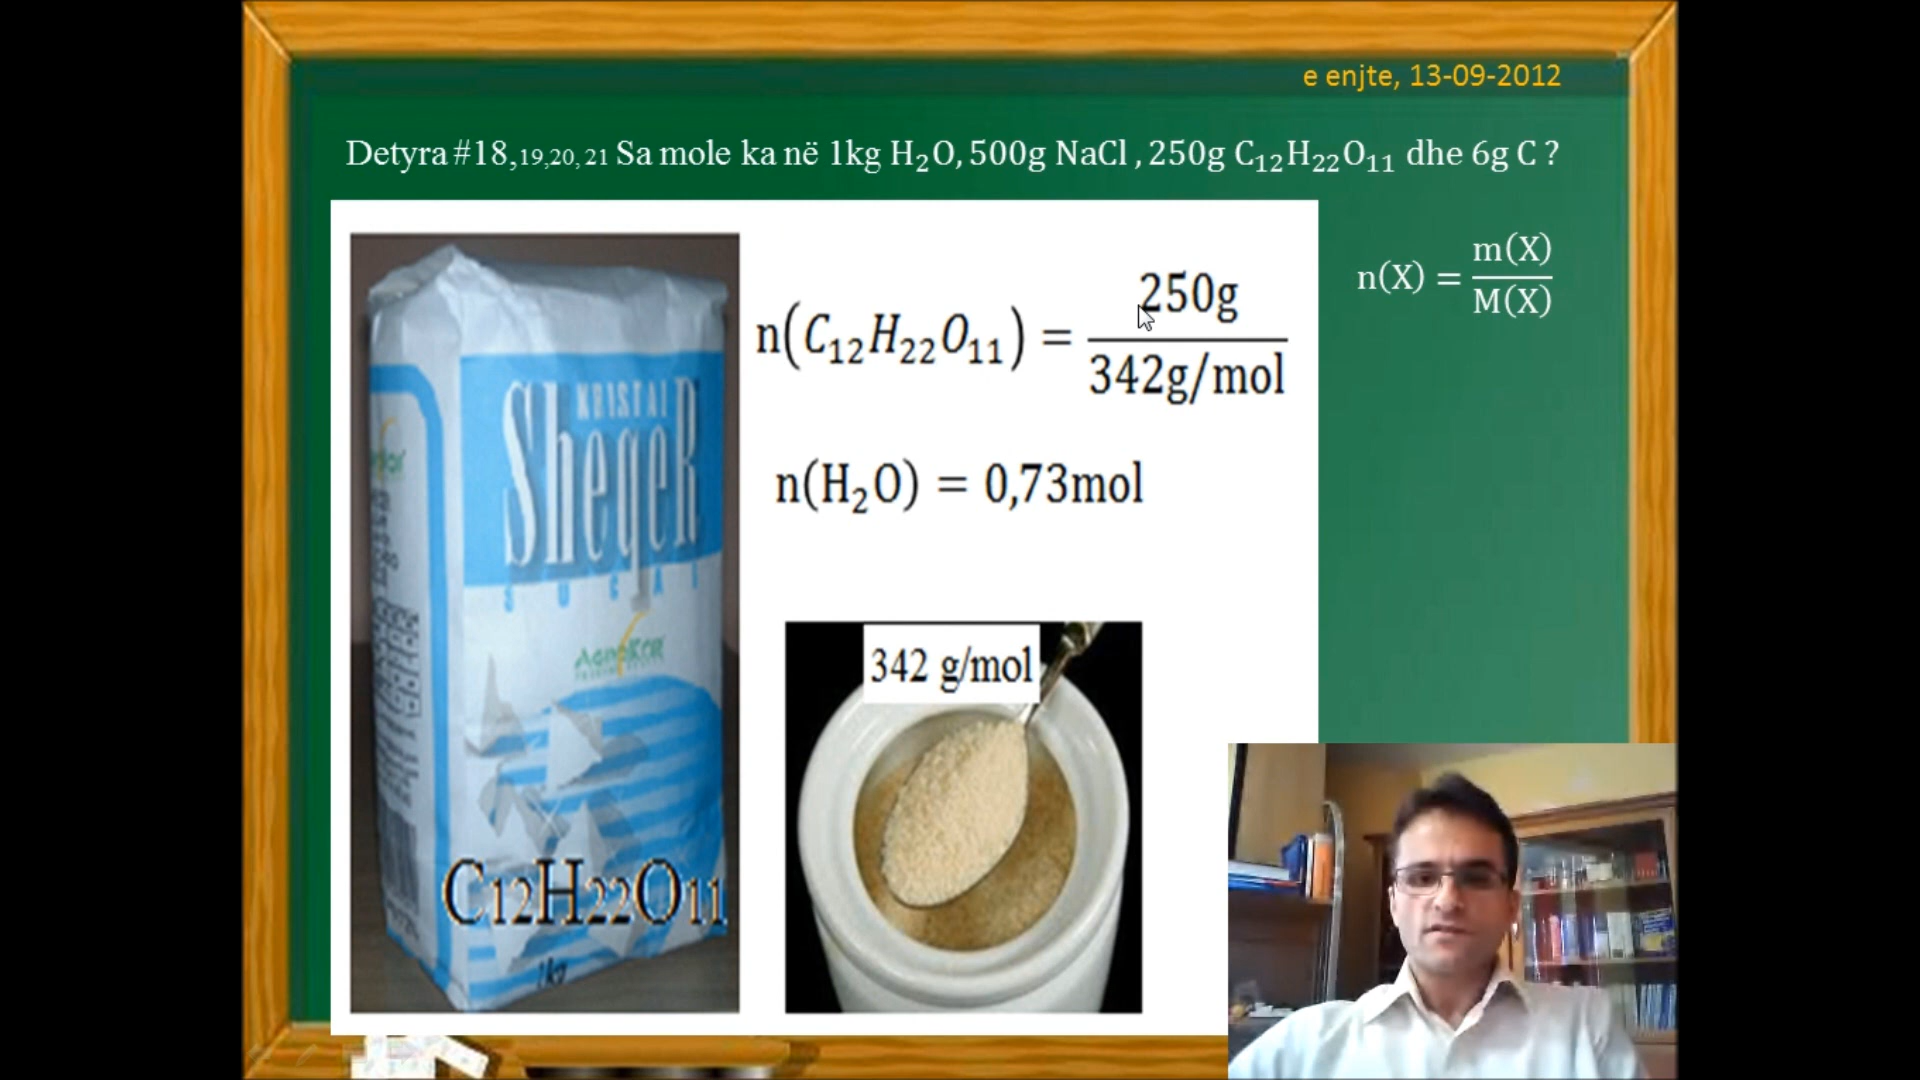 e enjte, 13-09-2012
Detyra #18,19,20, 21 Sa mole ka në 1kg H₂O, 500g NaCl , 250g C₁₂H₂₂O₁₁ dhe 6g C ?
n(X) = m(X)/M(X)
n(C₁₂H₂₂O₁₁) = 250g/342g/mol
n(H₂O) = 0,73mol
KRISTAL
SheqeR
342 g/mol
C12H22O11
1kg